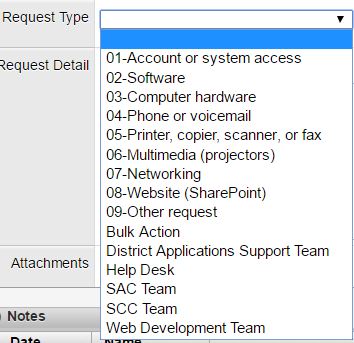 Request Type
01-Account or system access
Request Detail
02-Software
03-Computer hardware
04-Phone or voicemail
05-Printer, copier, scanner, or fax
06-Multimedia (projectors)
07-Networking
08-Website (SharePoint)
09-Other request
Bulk Action
District Applications Support Team
Attachments
Help Desk
SAC Team
Notes
SCC Team
Web Development Team
Date Name